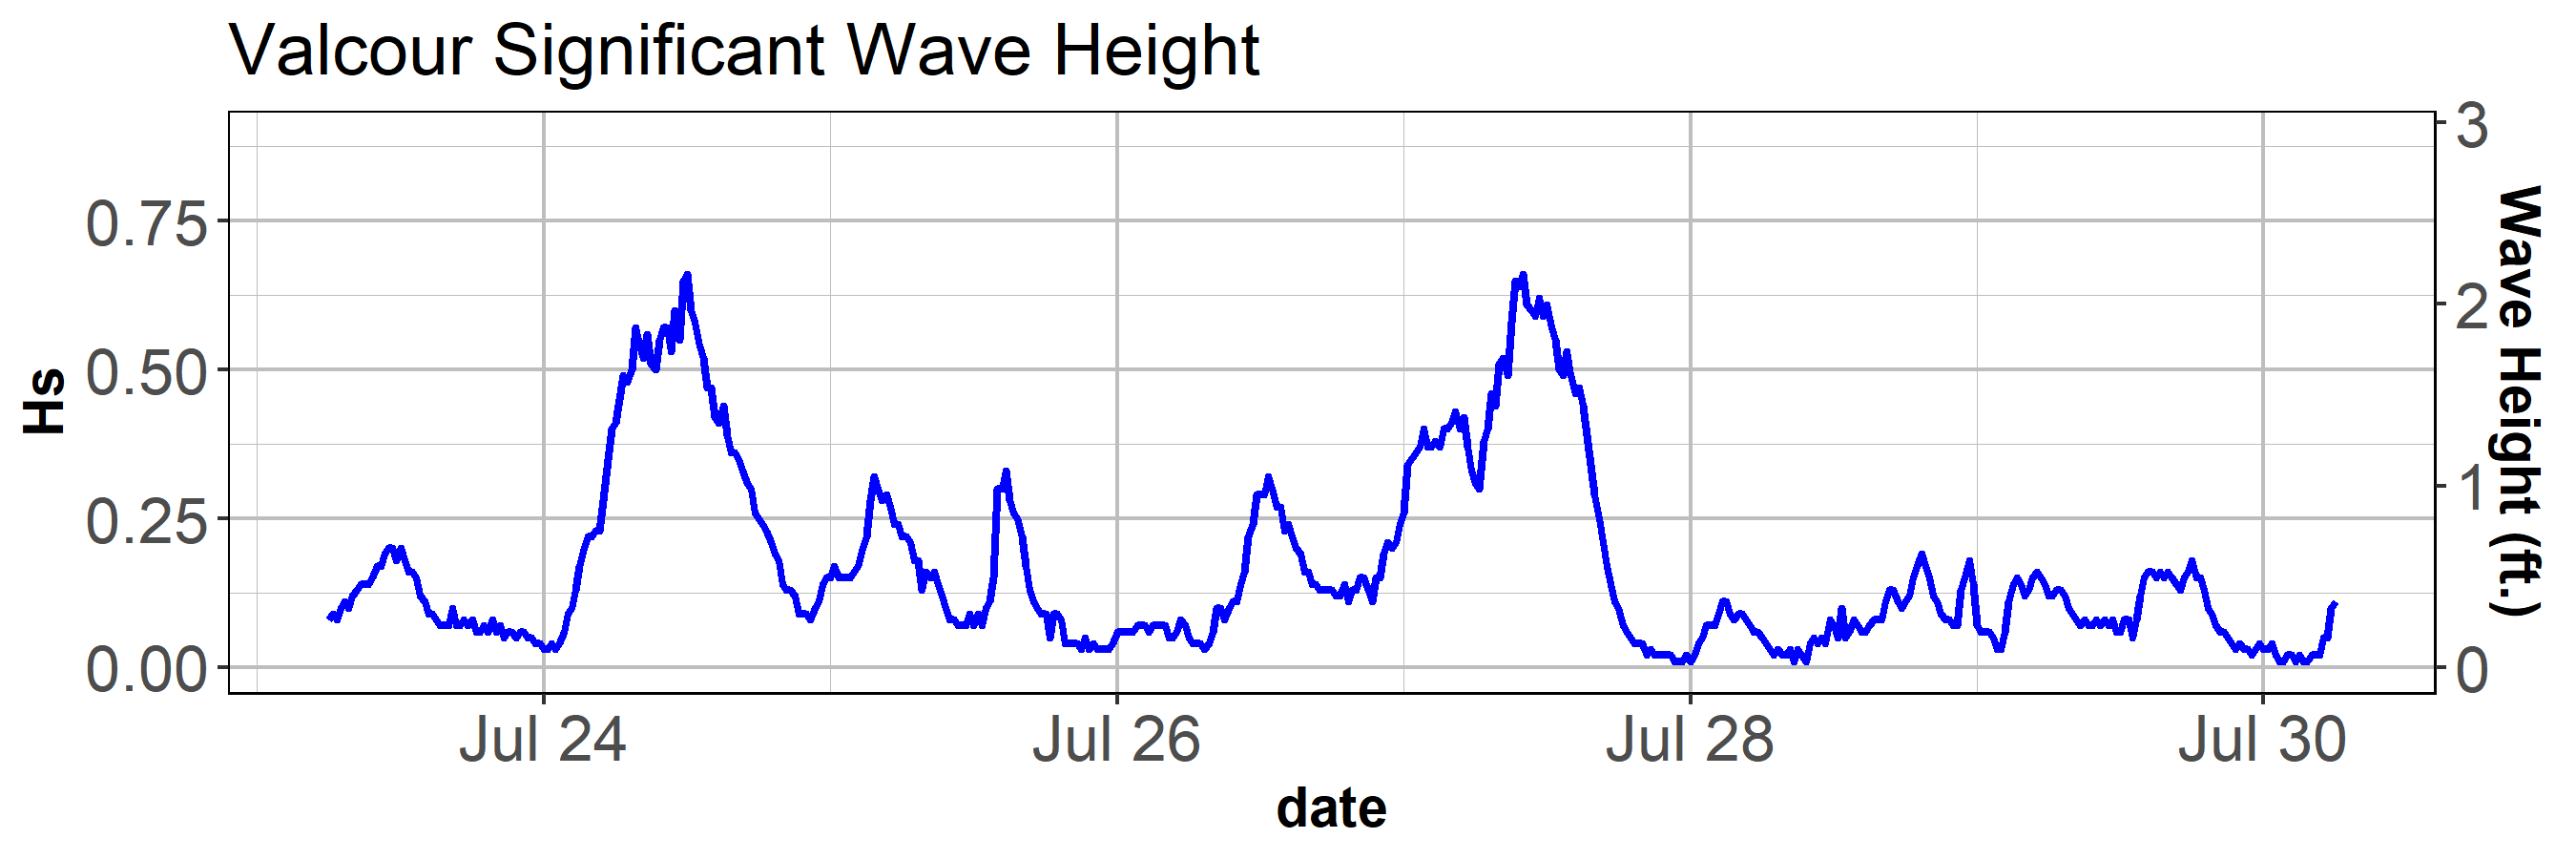 Valcour Significant Wave Height
Hs
0.75
0.50
0.25
0.00
3
2
1
0
Wave Height (ft.)
Jul 24 Jul 26 Jul 28 Jul 30
date